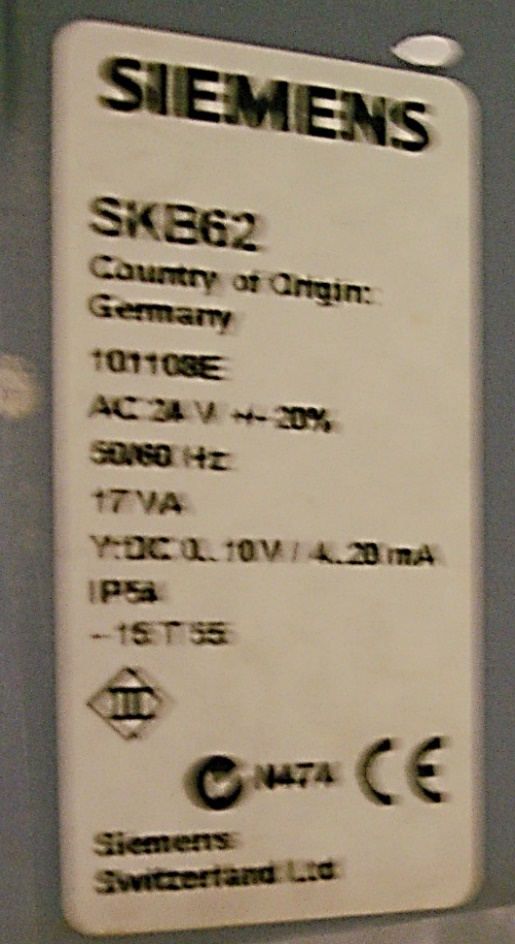 SIEMENS
SKB62
Country of Origin:
Germany
101108E
AC 24 V +/- 20%
50/60 Hz
17 VA
Y: DC 0...10 V / 4...20 mA
IP54
-15 T 55
III
N474 CE
Siemens
Switzerland Ltd